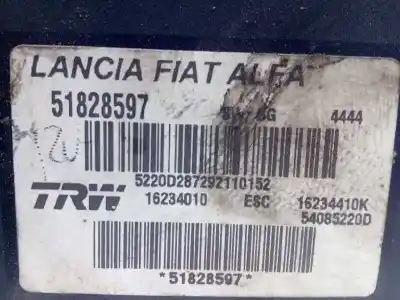 LANCIA FIAT ALFA
51828597 4444
5220D287292110152
TRW 16234010 ESC 16234410K
54085220D
*51828597*